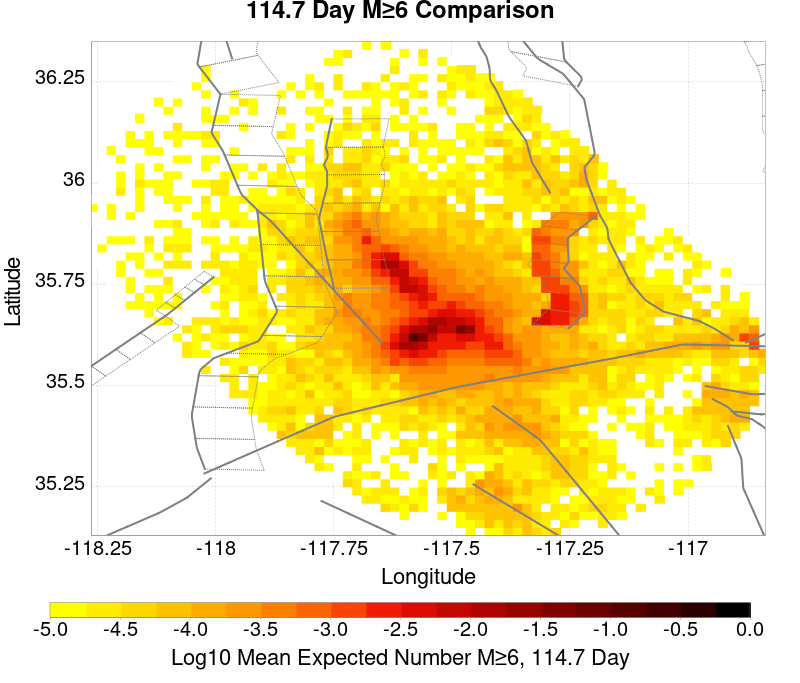 114.7 Day M≥6 Comparison
36.25
36
35.75
35.5
35.25
Latitude
-118.25 -118 -117.75 -117.5 -117.25 -117
Longitude
-5.0 -4.5 -4.0 -3.5 -3.0 -2.5 -2.0 -1.5 -1.0 -0.5 0.0
Log10 Mean Expected Number M≥6, 114.7 Day